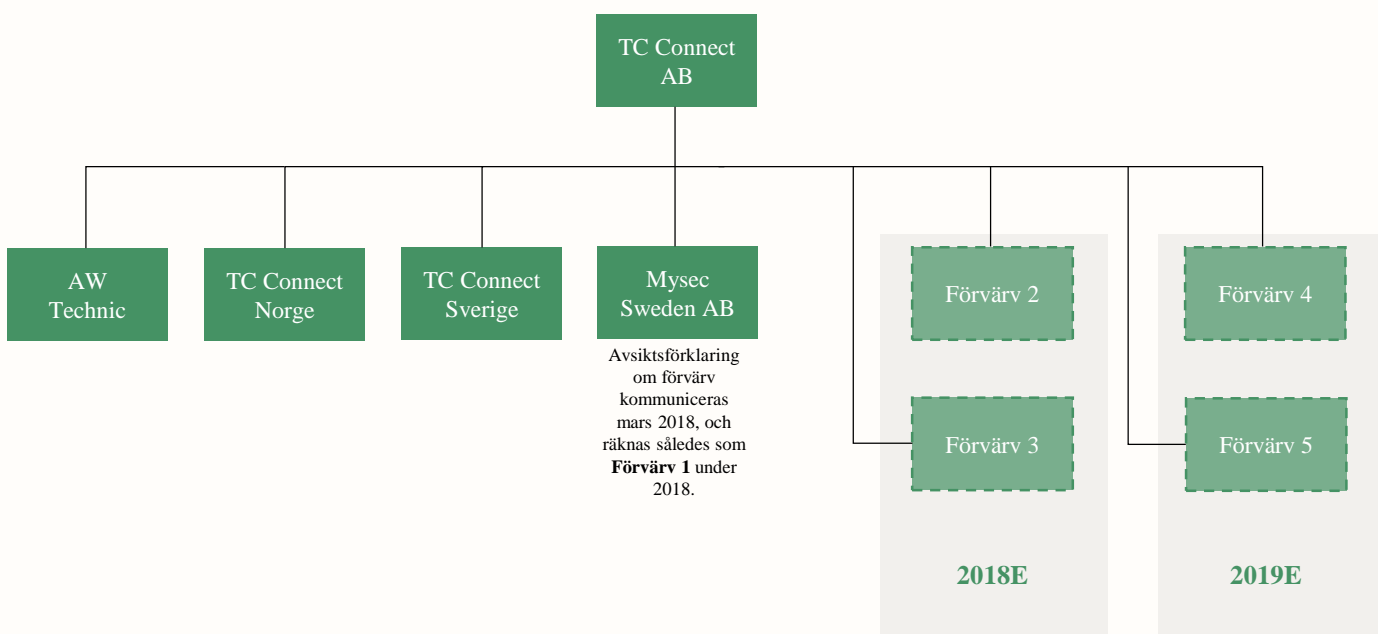 TC Connect
AB
AW
Technic
TC Connect
Norge
TC Connect
Sverige
Mysec
Sweden AB
Avsiktsförklaring
om förvärv
kommuniceras
mars 2018, och
räknas således som
Förvärv 1 under
2018.
Förvärv 2
Förvärv 3
2018E
Förvärv 4
Förvärv 5
2019E